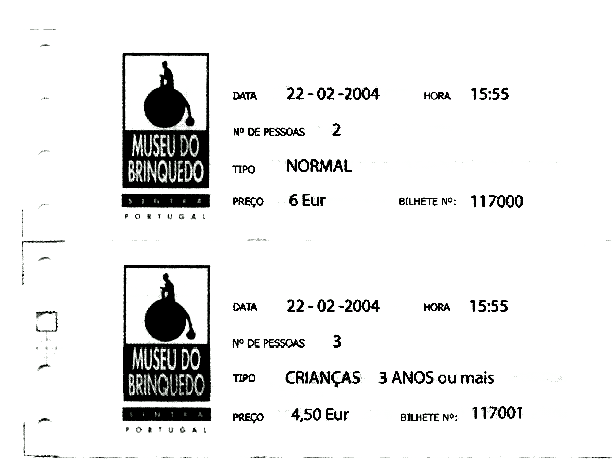 MUSEU DO
BRINQUEDO
SINTRA
PORTUGAL
DATA 22 - 02 -2004 HORA 15:55
Nº DE PESSOAS 2
TIPO NORMAL
PREÇO 6 Eur BILHETE Nº: 117000
MUSEU DO
BRINQUEDO
SINTRA
PORTUGAL
DATA 22 - 02 -2004 HORA 15:55
Nº DE PESSOAS 3
TIPO CRIANÇAS 3 ANOS ou mais
PREÇO 4,50 Eur BILHETE Nº: 117001